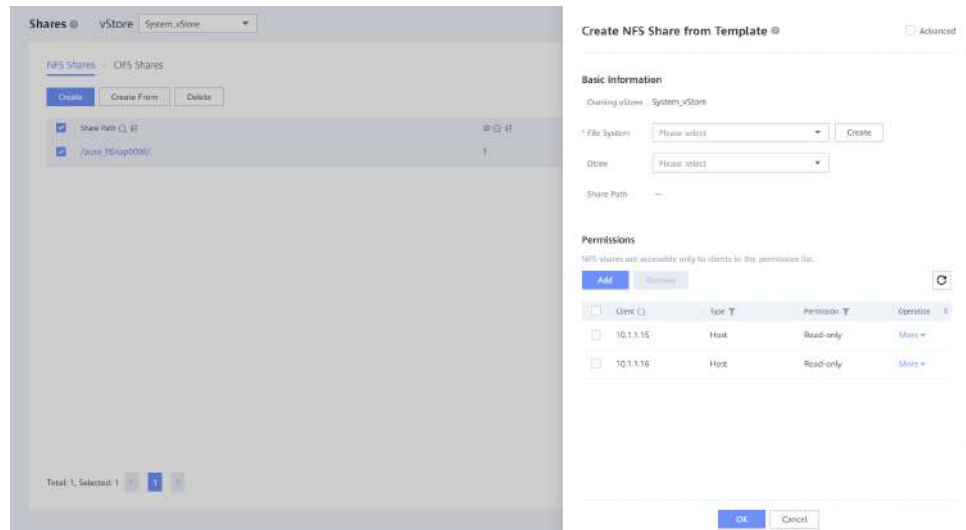 Shares
vStore System_vStore
NFS Shares CIFS Shares
Create Create From Delete
Share Path ID
1
Total: 1, Selected: 1 < 1 >
Create NFS Share from Template Advanced
Basic Information
Owning vStore System_vStore
* File System Please select Create
Dtree Please select
Share Path --
Permissions
NFS shares are accessible only to clients in the permission list.
Add Remove
Client Type Permission Operation
10.1.1.15 Host Read-only More
10.1.1.16 Host Read-only More
OK Cancel